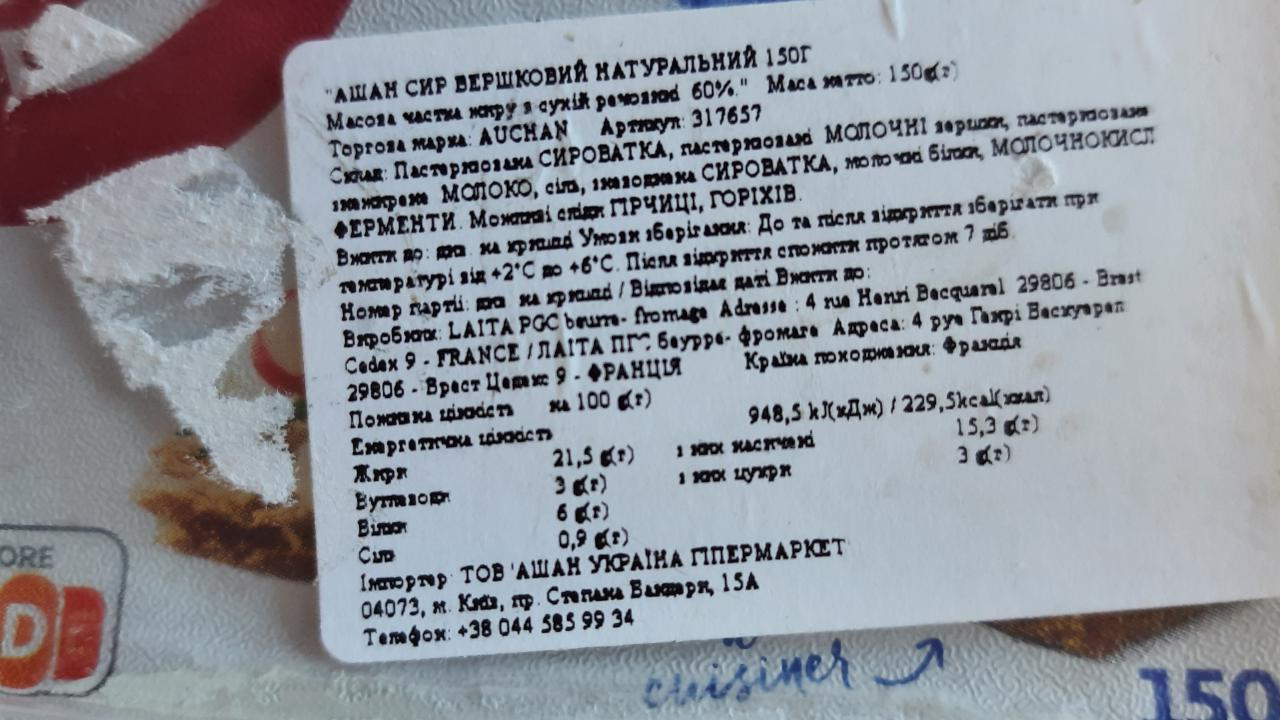 "АШАН СИР ВЕРШКОВИЙ НАТУРАЛЬНИЙ 150Г
Масова частка жиру в сухій речовині 60%." Маса нетто: 150g(г)
Торгова марка: AUCHAN Артикул: 317657
Склад: Пастеризована СИРОВАТКА, пастеризовані МОЛОЧНІ вершки, пастеризоване
знежирене МОЛОКО, сіль, зневоднена СИРОВАТКА, молочні білки, МОЛОЧНОКИСЛ
ФЕРМЕНТИ. Можливі сліди ГІРЧИЦІ, ГОРІХІВ.
Вжити до: див. на кришці Умови зберігання: До та після відкриття зберігати при
температурі від +2°С до +6°С. Після відкриття спожити протягом 7 діб.
Номер партії: див. на кришці / Відповідає даті Вжити до:
Виробник: LAITA PGC beurre- fromage Adresse : 4 rue Henri Becquerel 29806 - Brest
Cedex 9 - FRANCE / ЛАІТА ПГС беурре- фромаге Адреса: 4 руе Генрі Бескуерел
29806 - Брест Цедекс 9 - ФРАНЦІЯ Країна походження: Франція
Поживна цінність на 100 g(г)
Енергетична цінність 948,5 kJ(кДж) / 229,5kcal(ккал)
Жири 21,5 g(г) з них насичені 15,3 g(г)
Вуглеводи 3 g(г) з них цукри 3 g(г)
Білки 6 g(г)
Сіль 0,9 g(г)
Імпортер: ТОВ "АШАН УКРАЇНА ГІПЕРМАРКЕТ
04073, м. Київ, пр. Степана Бандери, 15А
Телефон: +38 044 585 99 34
ORE
D
cuisiner
150